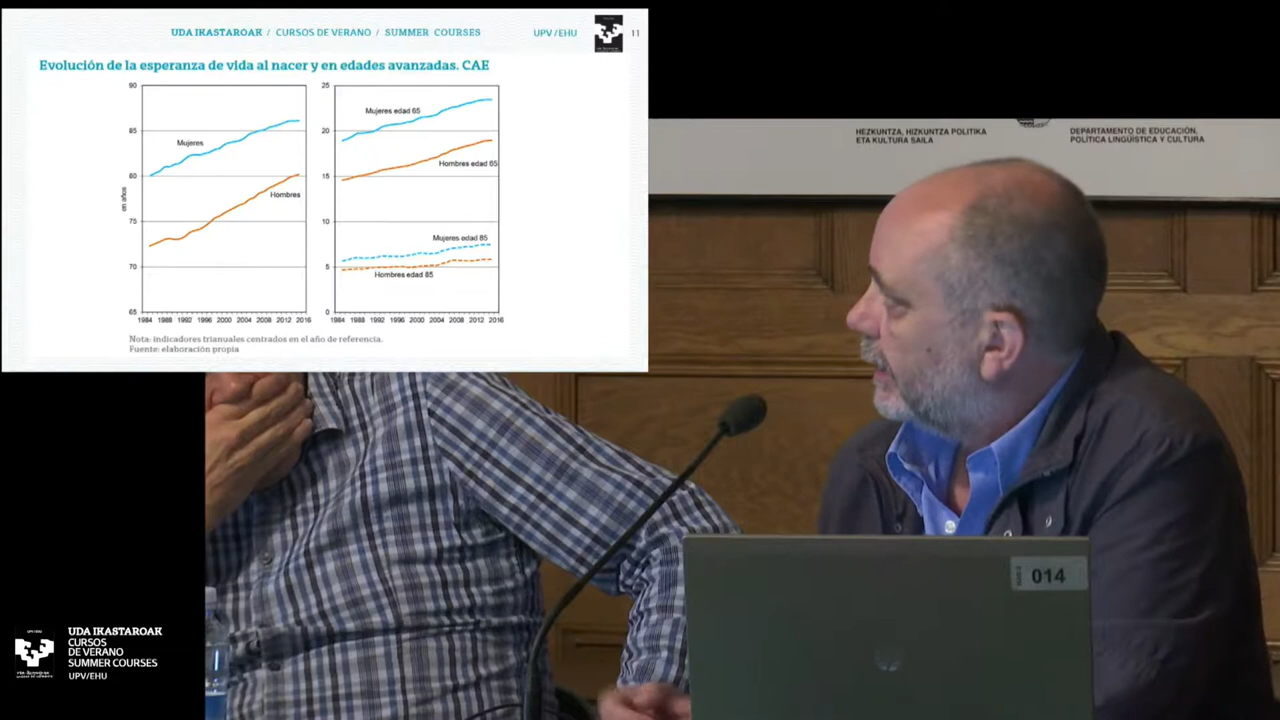 UDA IKASTAROAK / CURSOS DE VERANO / SUMMER COURSES
UPV/EHU
11
Evolución de la esperanza de vida al nacer y en edades avanzadas. CAE
90
85
80
75
70
65
en años
Mujeres
Hombres
1984 1988 1992 1996 2000 2004 2008 2012 2016
25
20
15
10
5
0
Mujeres edad 65
Hombres edad 65
Mujeres edad 85
Hombres edad 85
1984 1988 1992 1996 2000 2004 2008 2012 2016
Nota: indicadores trianuales centrados en el año de referencia.
Fuente: elaboración propia
HEZKUNTZA, HIZKUNTZA POLITIKA
ETA KULTURA SAILA
DEPARTAMENTO DE EDUCACIÓN,
POLÍTICA LINGÜÍSTICA Y CULTURA
014
UPV/EHU
UDA IKASTAROAK
CURSOS
DE VERANO
SUMMER COURSES
UPV/EHU